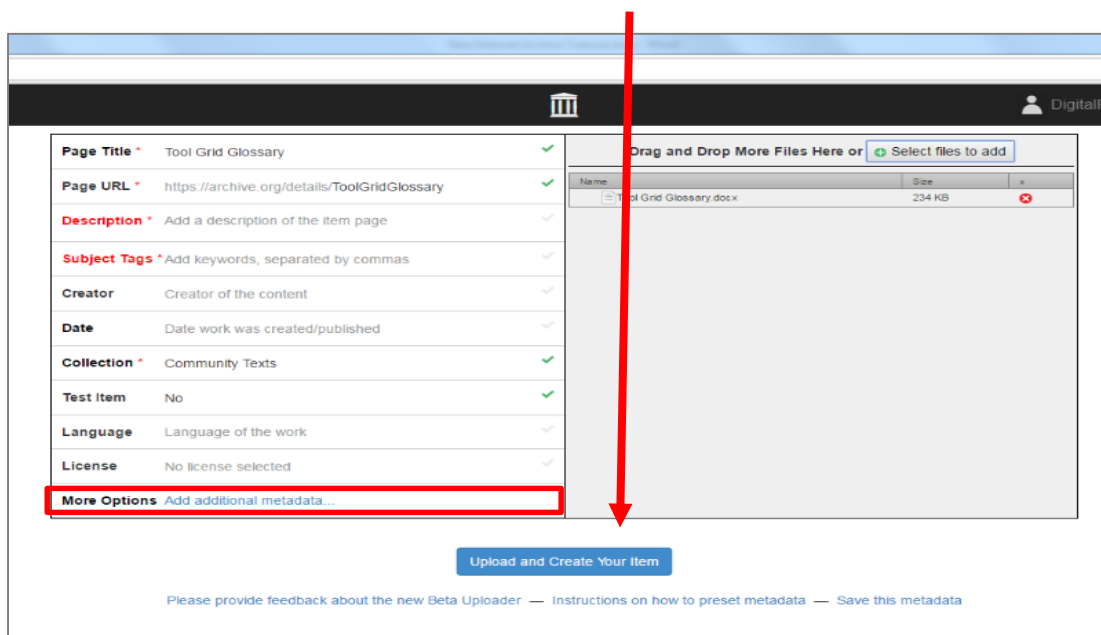 DigitalF
Page Title * Tool Grid Glossary
Page URL * https://archive.org/details/ToolGridGlossary
Description * Add a description of the item page
Subject Tags * Add keywords, separated by commas
Creator Creator of the content
Date Date work was created/published
Collection * Community Texts
Test Item No
Language Language of the work
License No license selected
More Options Add additional metadata...
Drag and Drop More Files Here or Select files to add
Name Size x
Tool Grid Glossary.docx 234 KB
Upload and Create Your Item
Please provide feedback about the new Beta Uploader — Instructions on how to preset metadata — Save this metadata